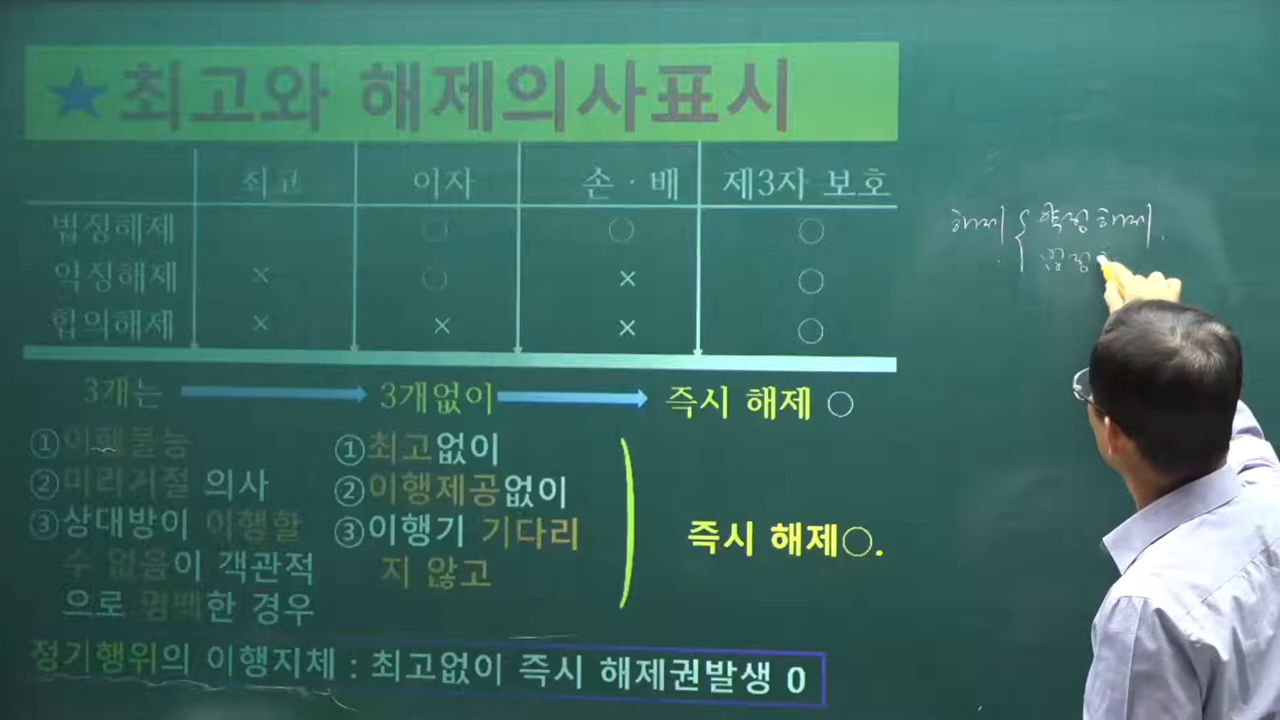 ★최고와 해제의사표시
최고 이자 손·배 제3자 보호
법정해제 ○ ○ ○
약정해제 × ○ × ○
합의해제 × × × ○
3개는 → 3개없이 → 즉시 해제 ○
①이행불능 ①최고없이
②미리거절 의사 ②이행제공없이
③상대방이 이행할 ③이행기 기다리
수 없음이 객관적 지 않고
으로 명백한 경우
즉시 해제○.
정기행위의 이행지체 : 최고없이 즉시 해제권발생 0
해제 { 약정해제